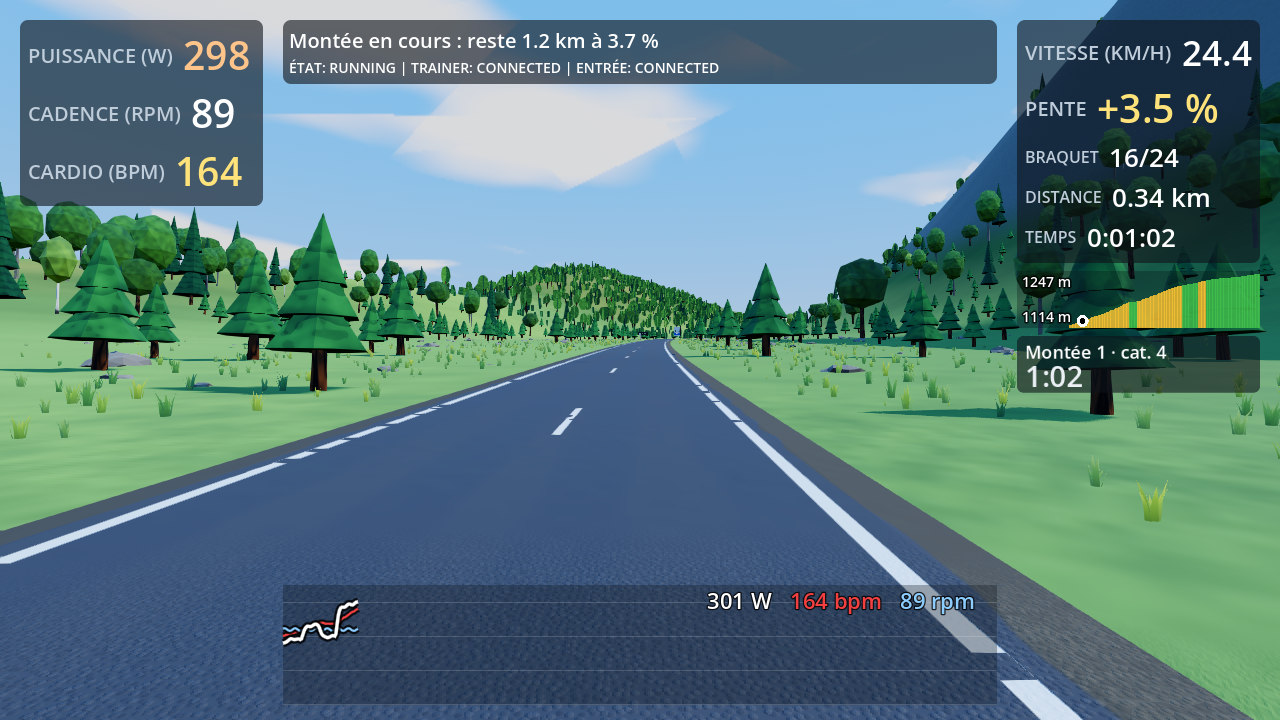 PUISSANCE (W) 298
CADENCE (RPM) 89
CARDIO (BPM) 164
Montée en cours : reste 1.2 km à 3.7 %
ÉTAT: RUNNING | TRAINER: CONNECTED | ENTRÉE: CONNECTED
VITESSE (KM/H) 24.4
PENTE +3.5 %
BRAQUET 16/24
DISTANCE 0.34 km
TEMPS 0:01:02
1247 m
1114 m
Montée 1 · cat. 4
1:02
301 W 164 bpm 89 rpm